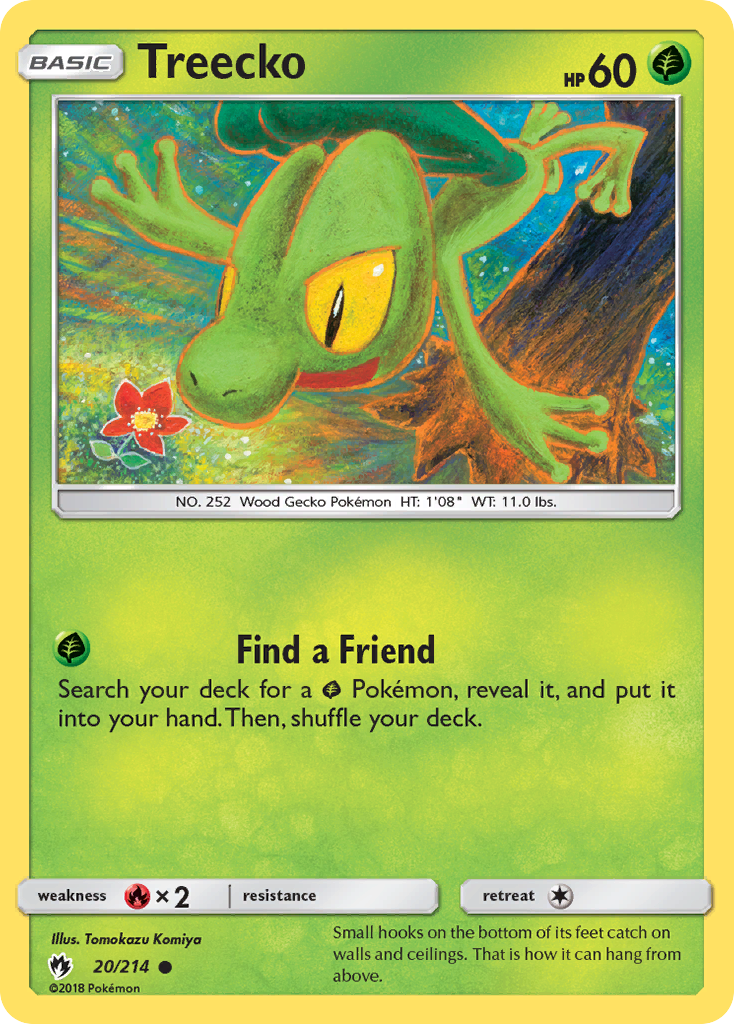 BASIC
Treecko
HP60
NO. 252 Wood Gecko Pokémon HT: 1'08" WT: 11.0 lbs.
Find a Friend
Search your deck for a Pokémon, reveal it, and put it
into your hand. Then, shuffle your deck.
weakness ×2 resistance
retreat
Illus. Tomokazu Komiya
20/214
©2018 Pokémon
Small hooks on the bottom of its feet catch on
walls and ceilings. That is how it can hang from
above.